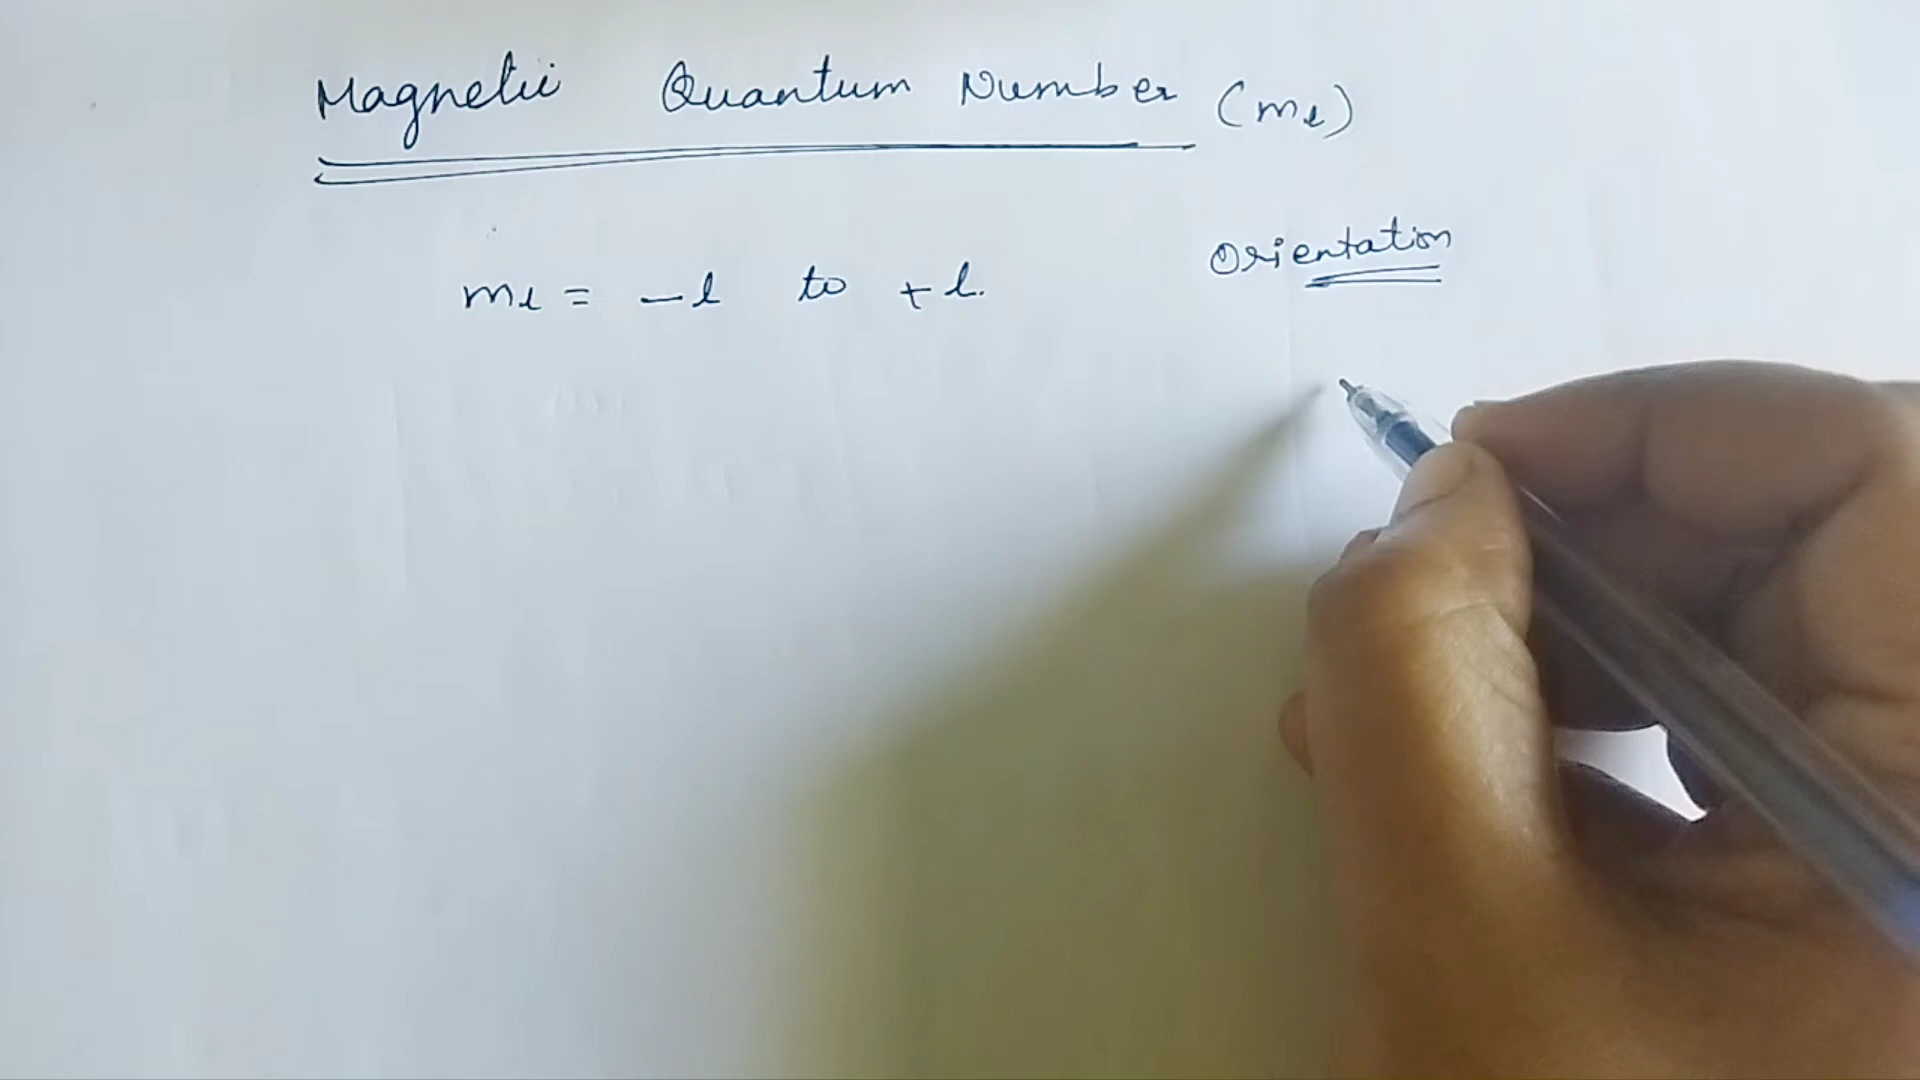 Magnetic Quantum Number (ml)
Orientation
ml = -l to +l.